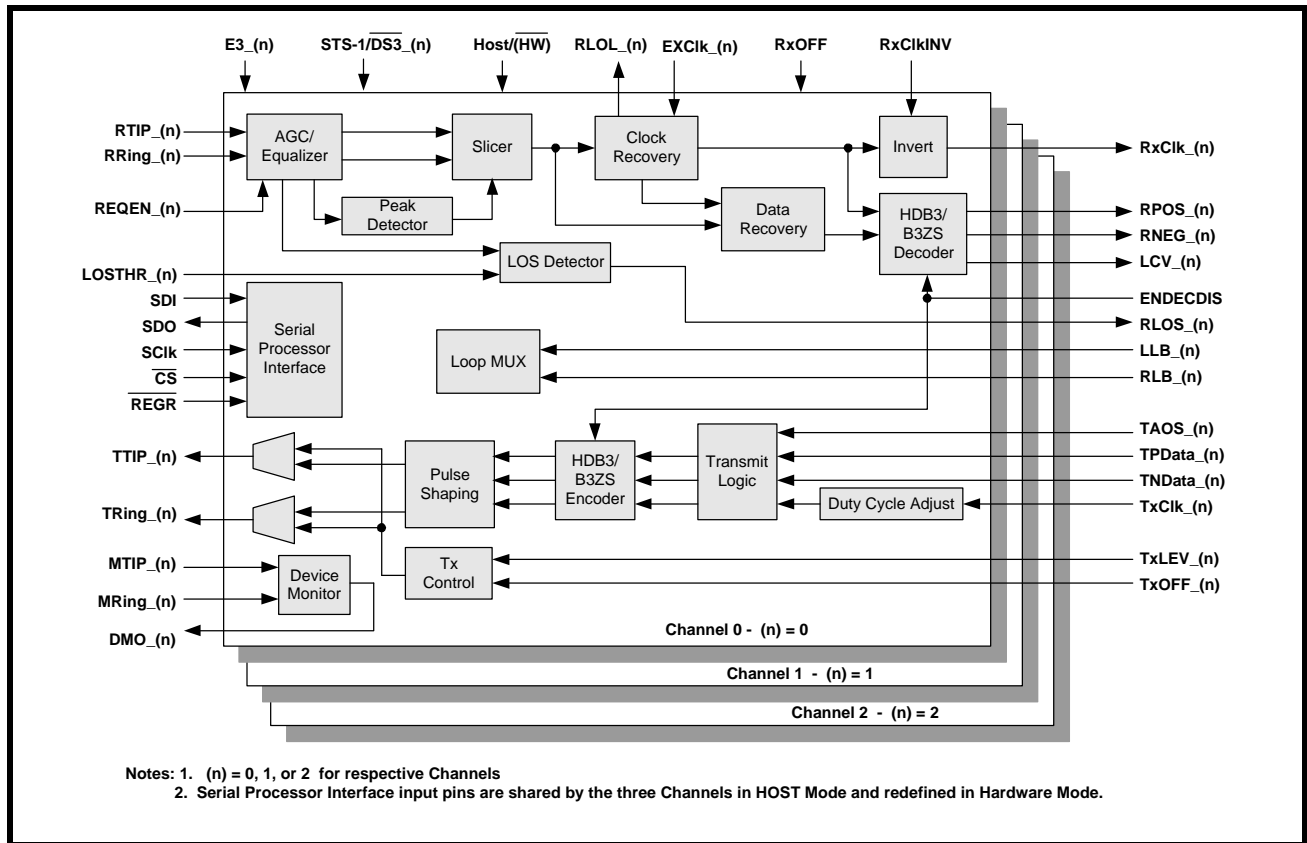 E3_(n)
STS-1/DS3_(n)
Host/(HW)
RLOL_(n)
EXClk_(n)
RxOFF
RxClkINV
RTIP_(n)
RRing_(n)
REQEN_(n)
LOSTHR_(n)
SDI
SDO
SClk
CS
REGR
TTIP_(n)
TRing_(n)
MTIP_(n)
MRing_(n)
DMO_(n)
AGC/
Equalizer
Slicer
Clock
Recovery
Invert
Peak
Detector
Data
Recovery
HDB3/
B3ZS
Decoder
LOS Detector
Serial
Processor
Interface
Loop MUX
Pulse
Shaping
HDB3/
B3ZS
Encoder
Transmit
Logic
Duty Cycle Adjust
Tx
Control
Device
Monitor
RxClk_(n)
RPOS_(n)
RNEG_(n)
LCV_(n)
ENDECDIS
RLOS_(n)
LLB_(n)
RLB_(n)
TAOS_(n)
TPData_(n)
TNData_(n)
TxClk_(n)
TxLEV_(n)
TxOFF_(n)
Channel 0 - (n) = 0
Channel 1 - (n) = 1
Channel 2 - (n) = 2
Notes: 1. (n) = 0, 1, or 2 for respective Channels
2. Serial Processor Interface input pins are shared by the three Channels in HOST Mode and redefined in Hardware Mode.